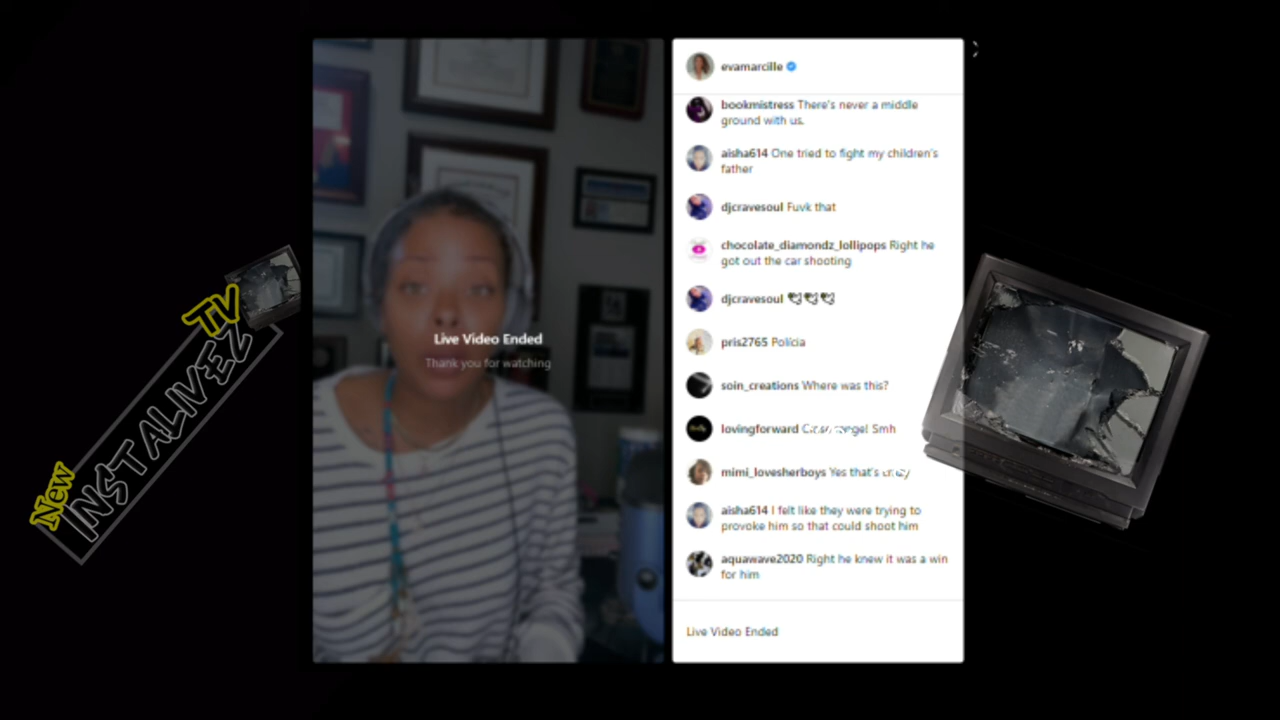 evamarcille
bookmistress There's never a middle
ground with us.
aisha614 One tried to fight my children's
father
djcravesoul Fuvk that
chocolate_diamondz_lollipops Right he
got out the car shooting
djcravesoul
pris2765 Polícia
soin_creations Where was this?
lovingforward Smh
mimi_lovesherboys Yes that's crazy
aisha614 I felt like they were trying to
provoke him so that could shoot him
aquawave2020 Right he knew it was a win
for him
Live Video Ended
Live Video Ended
Thank you for watching
New
INSTALIVEZ
TV